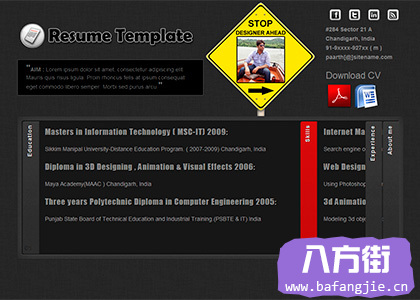 Resume Template
"AIM : Lorem ipsum dolor sit amet, consectetur adipiscing elit.
Mauris quis risus ligula. Proin rhoncus feris at ipsum consequat
eget commodo libero semper. Morbi sed purus arcu"
STOP
DESIGNER AHEAD
#284 Sector 21 A
Chandigarh, India
91-9xxxx-927xx ( m )
paarth[@]sitename.com
Download CV
Education
Masters in Information Technology ( MSC-IT) 2009:
Sikkim Manipal University-Distance Education Program. ( 2007-2009) Chandigarh, India
Diploma in 3D Designing , Animation & Visual Effects 2006:
Maya Academy(MAAC ) Chandigarh, India
Three years Polytechnic Diploma in Computer Engineering 2005:
Punjab State Board of Technical Education and Industrial Training (PSBTE & IT) India
Skills
Internet Ma
Search engine o
Web Design
Using Photoshop
3d Animati
Modeling 3d obje
Experience
About me
八方街
www.bafangjie.cn